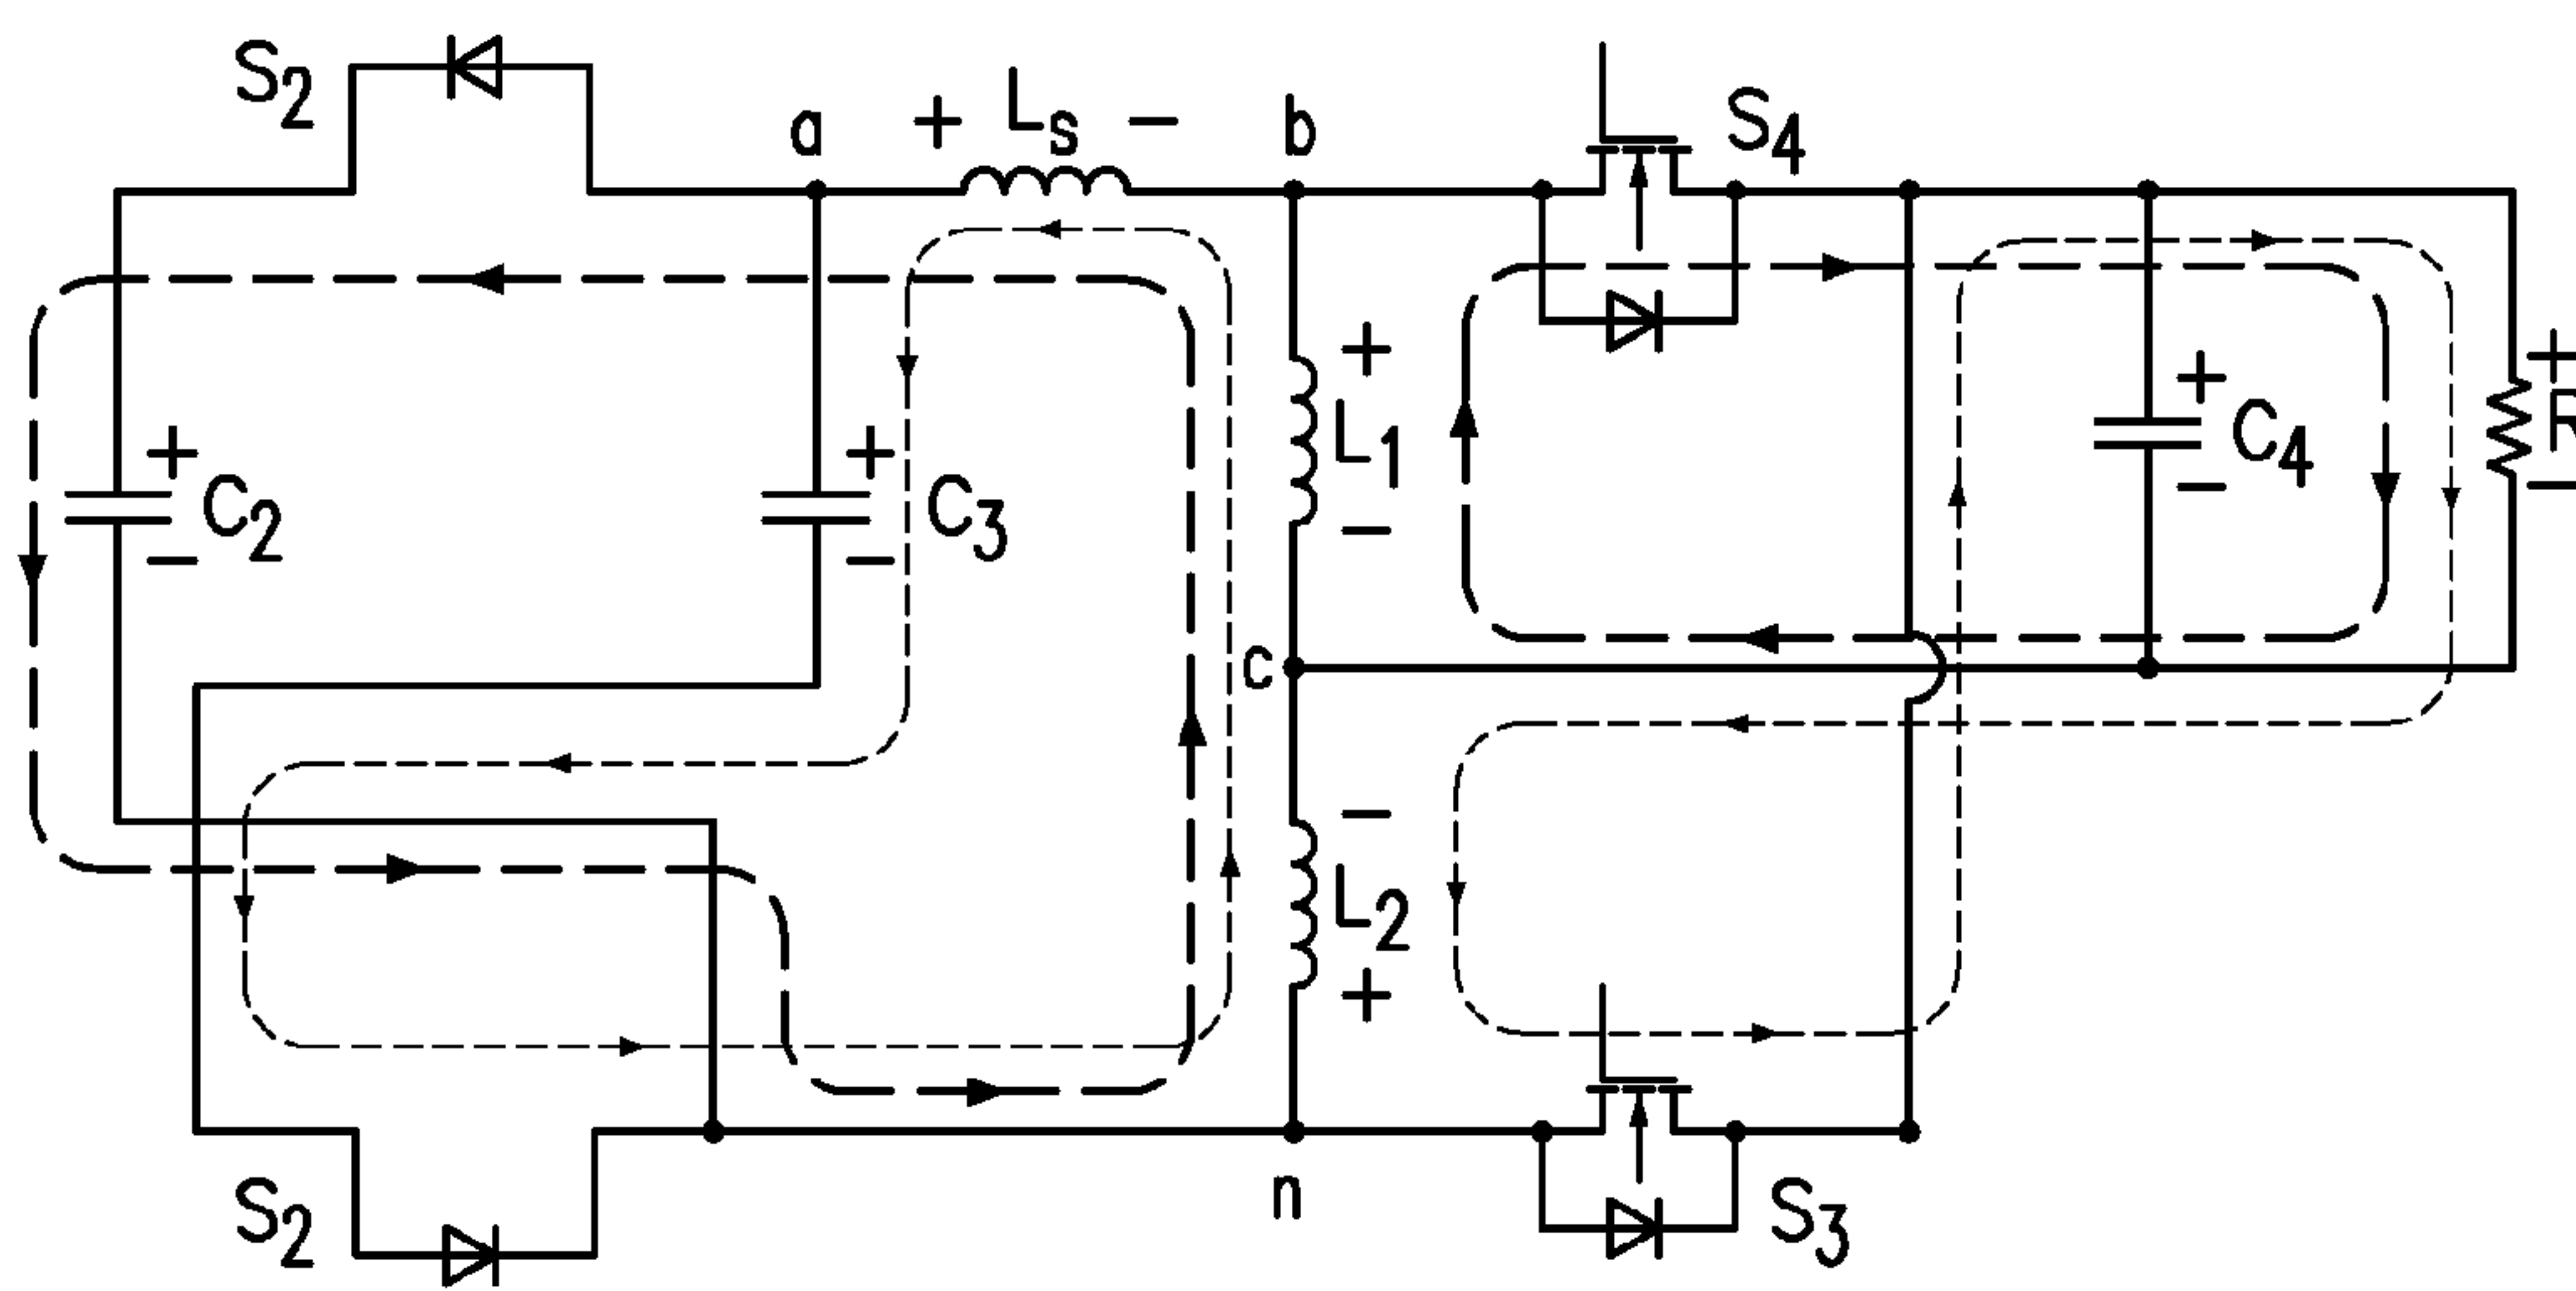 S2
a
+ Ls −
b
S4
+
L1
−
+
C2
−
+
C3
−
+
C4
−
+
R
−
c
−
L2
+
S2
n
S3